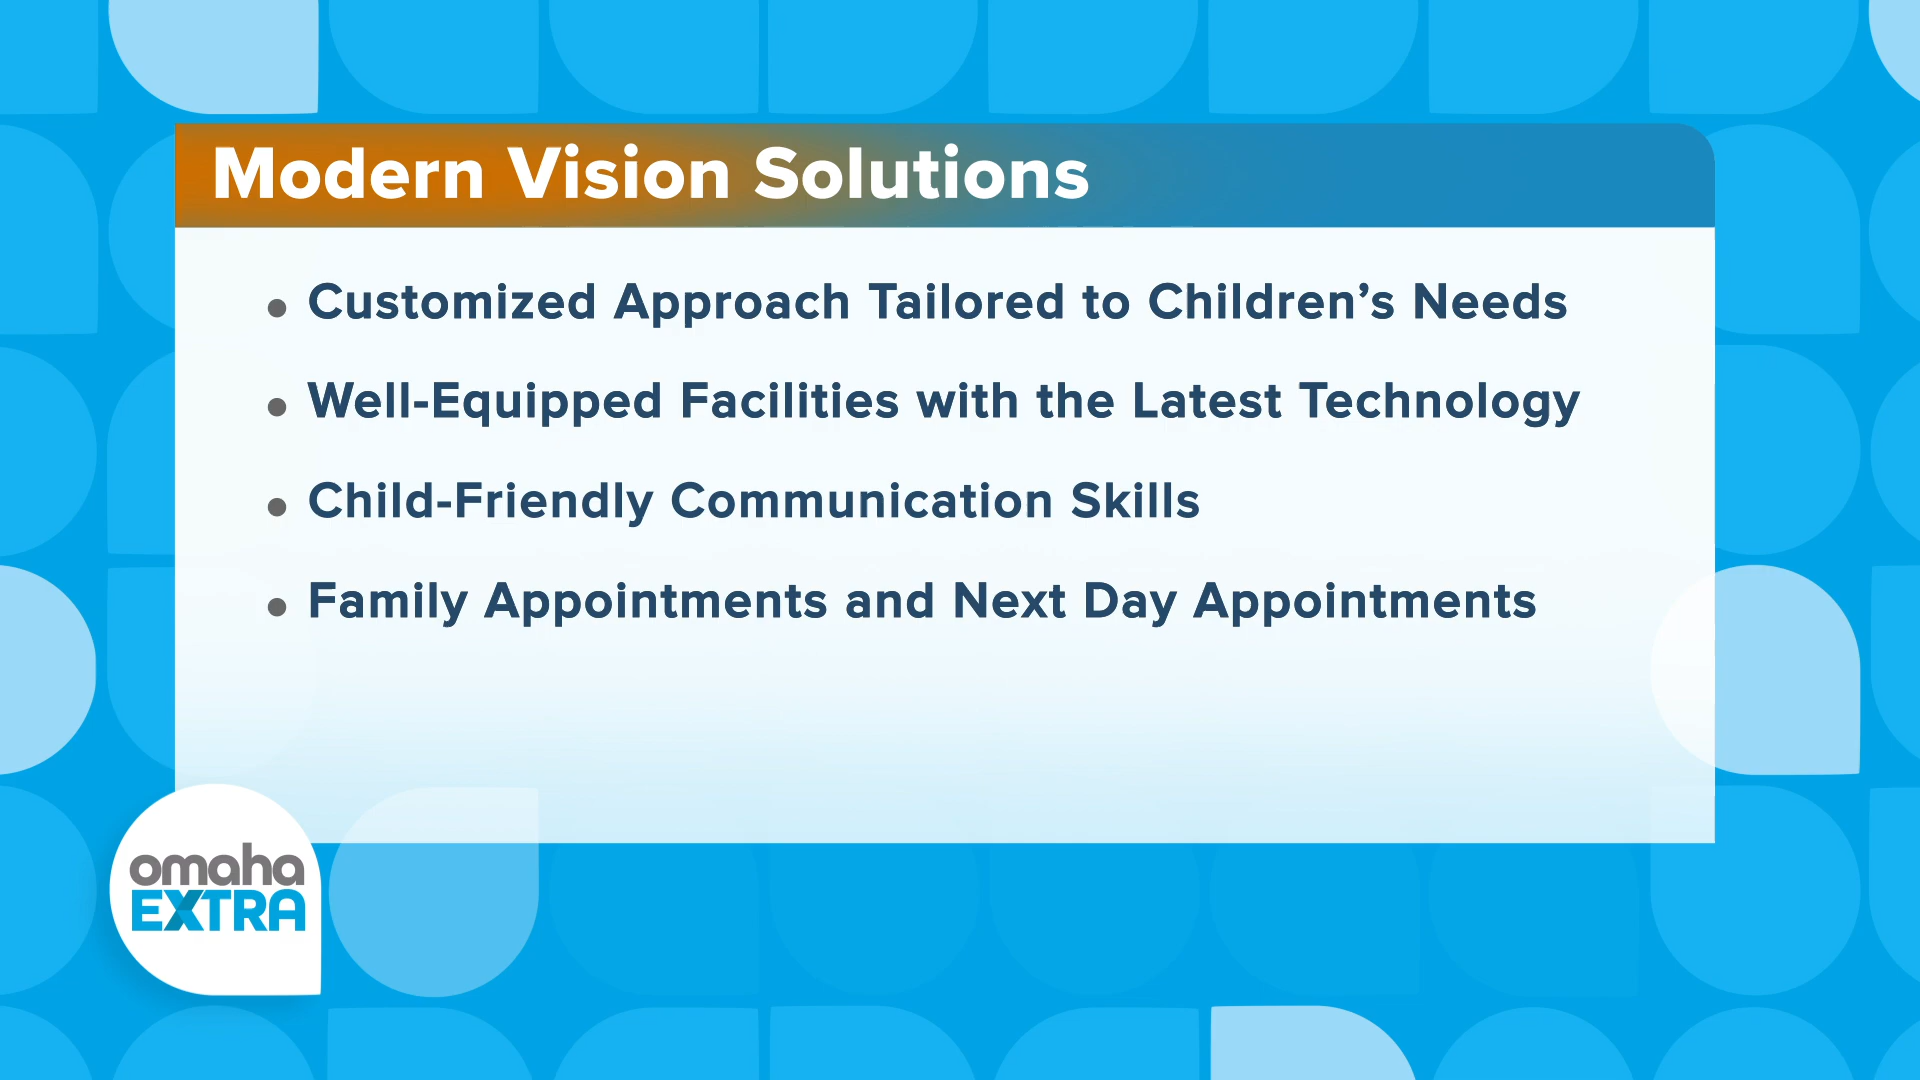 Modern Vision Solutions
• Customized Approach Tailored to Children’s Needs
• Well-Equipped Facilities with the Latest Technology
• Child-Friendly Communication Skills
• Family Appointments and Next Day Appointments
omaha
EXTRA